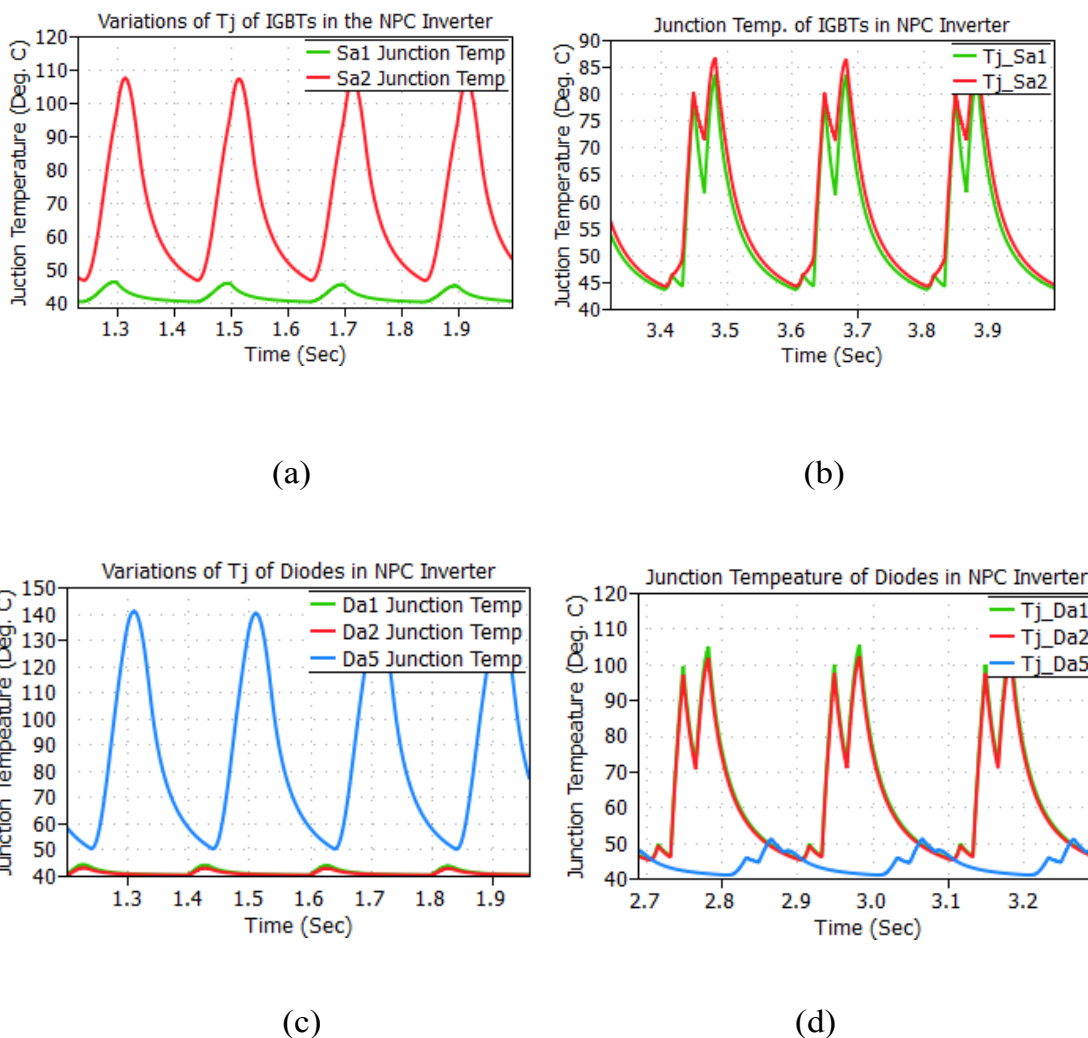 Variations of Tj of IGBTs in the NPC Inverter
Juction Temperature (Deg. C)
120
110
100
90
80
70
60
50
40
Sa1 Junction Temp
Sa2 Junction Temp
1.3 1.4 1.5 1.6 1.7 1.8 1.9
Time (Sec)
(a)
Junction Temp. of IGBTs in NPC Inverter
Juction Temperature (Deg. C)
90
85
80
75
70
65
60
55
50
45
40
Tj_Sa1
Tj_Sa2
3.4 3.5 3.6 3.7 3.8 3.9
Time (Sec)
(b)
Variations of Tj of Diodes in NPC Inverter
Junction Tempeature (Deg. C)
150
140
130
120
110
100
90
80
70
60
50
40
Da1 Junction Temp
Da2 Junction Temp
Da5 Junction Temp
1.3 1.4 1.5 1.6 1.7 1.8 1.9
Time (Sec)
(c)
Junction Tempeature of Diodes in NPC Inverter
Junction Tempeature (Deg. C)
120
110
100
90
80
70
60
50
40
Tj_Da1
Tj_Da2
Tj_Da5
2.7 2.8 2.9 3.0 3.1 3.2
Time (Sec)
(d)